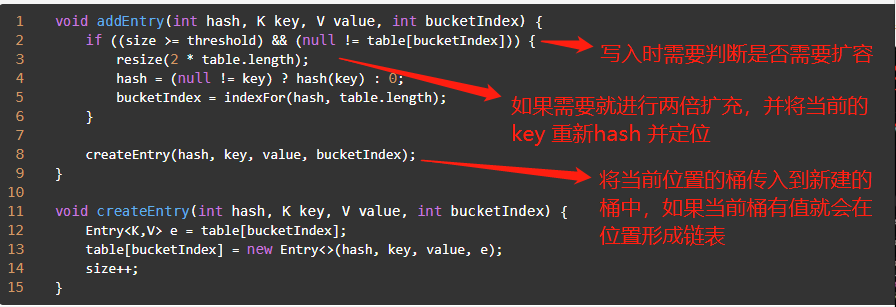 1 void addEntry(int hash, K key, V value, int bucketIndex) {
2 if ((size >= threshold) && (null != table[bucketIndex])) {
写入时需要判断是否需要扩容
3 resize(2 * table.length);
4 hash = (null != key) ? hash(key) : 0;
5 bucketIndex = indexFor(hash, table.length);
如果需要就进行两倍扩充，并将当前的
key 重新hash 并定位
6 }
7
8 createEntry(hash, key, value, bucketIndex);
将当前位置的桶传入到新建的
桶中，如果当前桶有值就会在
位置形成链表
9 }
10
11 void createEntry(int hash, K key, V value, int bucketIndex) {
12 Entry<K,V> e = table[bucketIndex];
13 table[bucketIndex] = new Entry<>(hash, key, value, e);
14 size++;
15 }